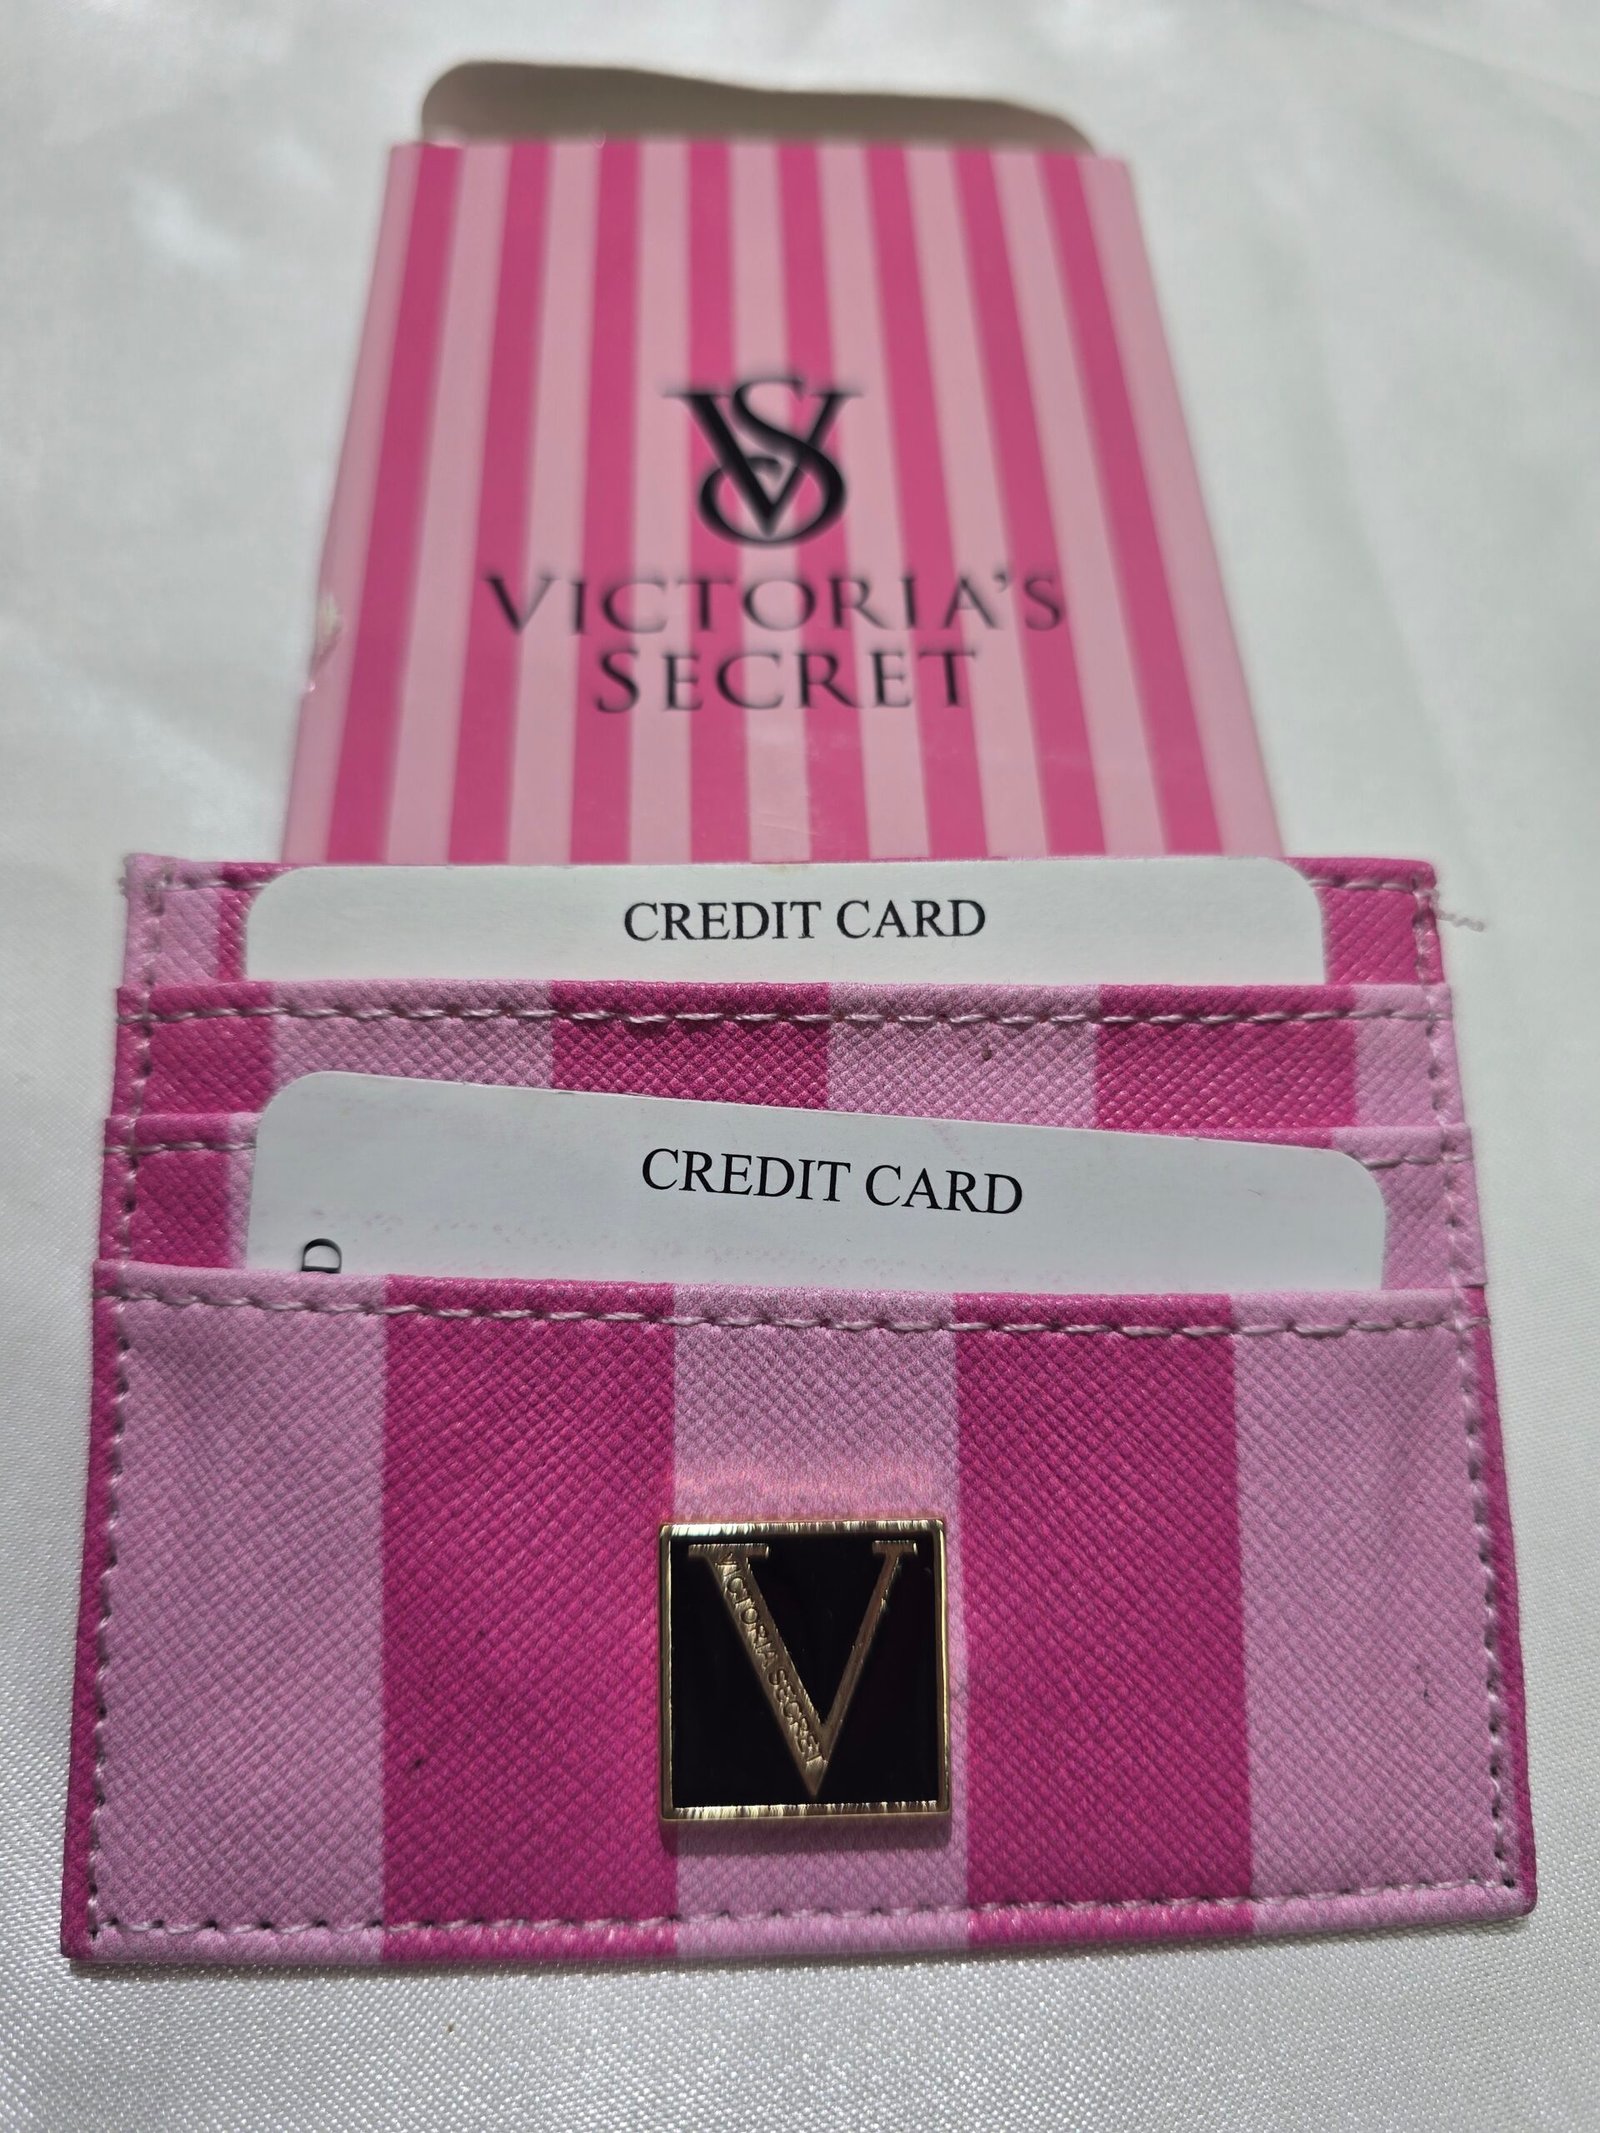 VS
VICTORIA'S
SECRET
CREDIT CARD
CREDIT CARD
D
V
VICTORIA SECRET